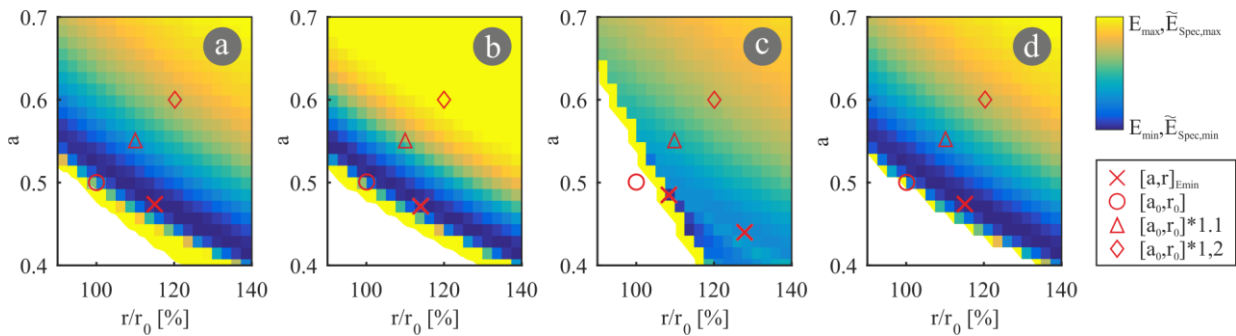 0.7
0.6
0.5
0.4
a
a
100
120
140
r/r0 [%]
0.7
0.6
0.5
0.4
a
b
100
120
140
r/r0 [%]
0.7
0.6
0.5
0.4
a
c
100
120
140
r/r0 [%]
0.7
0.6
0.5
0.4
a
d
100
120
140
r/r0 [%]
Emax,ẼSpec,max
Emin,ẼSpec,min
[a,r]Emin
[a0,r0]
[a0,r0]*1.1
[a0,r0]*1,2